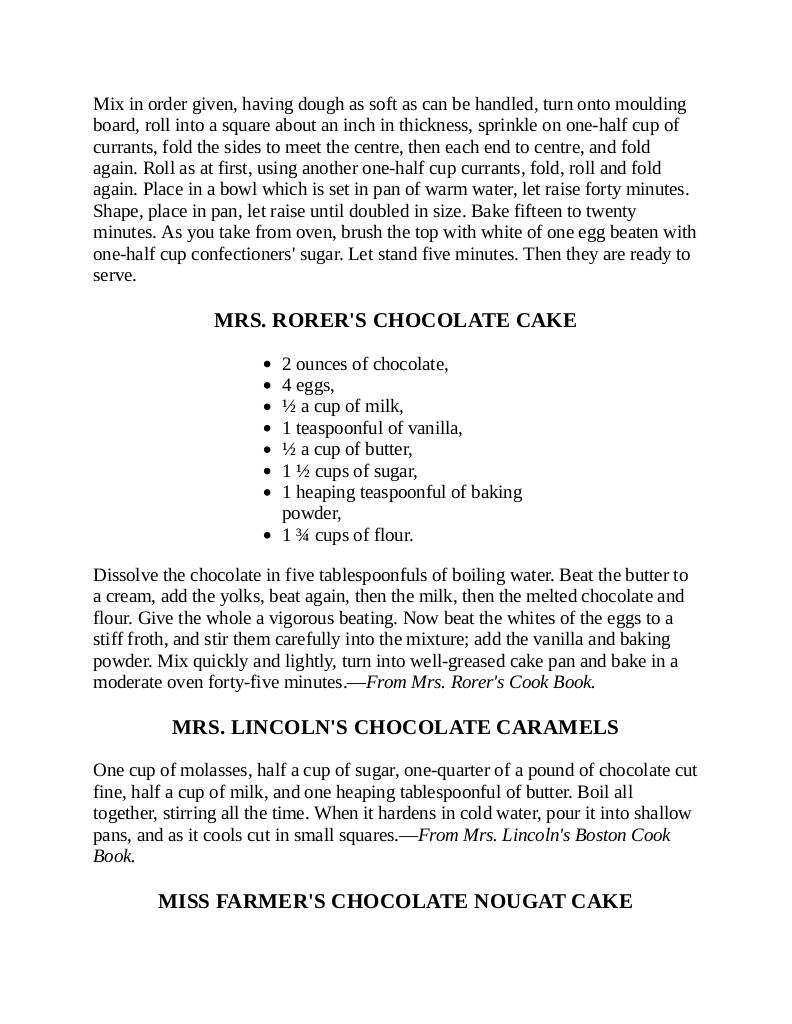 Mix in order given, having dough as soft as can be handled, turn onto moulding
board, roll into a square about an inch in thickness, sprinkle on one-half cup of
currants, fold the sides to meet the centre, then each end to centre, and fold
again. Roll as at first, using another one-half cup currants, fold, roll and fold
again. Place in a bowl which is set in pan of warm water, let raise forty minutes.
Shape, place in pan, let raise until doubled in size. Bake fifteen to twenty
minutes. As you take from oven, brush the top with white of one egg beaten with
one-half cup confectioners' sugar. Let stand five minutes. Then they are ready to
serve.
MRS. RORER'S CHOCOLATE CAKE
• 2 ounces of chocolate,
• 4 eggs,
• ½ a cup of milk,
• 1 teaspoonful of vanilla,
• ½ a cup of butter,
• 1 ½ cups of sugar,
• 1 heaping teaspoonful of baking
powder,
• 1 ¾ cups of flour.
Dissolve the chocolate in five tablespoonfuls of boiling water. Beat the butter to
a cream, add the yolks, beat again, then the milk, then the melted chocolate and
flour. Give the whole a vigorous beating. Now beat the whites of the eggs to a
stiff froth, and stir them carefully into the mixture; add the vanilla and baking
powder. Mix quickly and lightly, turn into well-greased cake pan and bake in a
moderate oven forty-five minutes.—From Mrs. Rorer's Cook Book.
MRS. LINCOLN'S CHOCOLATE CARAMELS
One cup of molasses, half a cup of sugar, one-quarter of a pound of chocolate cut
fine, half a cup of milk, and one heaping tablespoonful of butter. Boil all
together, stirring all the time. When it hardens in cold water, pour it into shallow
pans, and as it cools cut in small squares.—From Mrs. Lincoln's Boston Cook
Book.
MISS FARMER'S CHOCOLATE NOUGAT CAKE